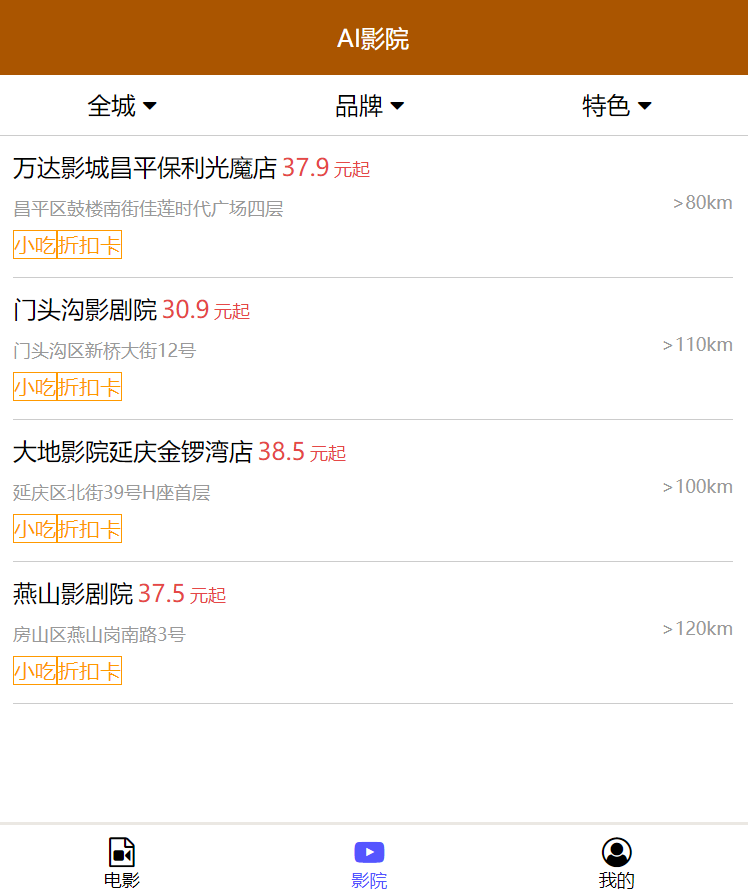 AI影院
全城 品牌 特色
万达影城昌平保利光魔店 37.9 元起
昌平区鼓楼南街佳莲时代广场四层
>80km
小吃折扣卡
门头沟影剧院 30.9 元起
门头沟区新桥大街12号
>110km
小吃折扣卡
大地影院延庆金锣湾店 38.5 元起
延庆区北街39号H座首层
>100km
小吃折扣卡
燕山影剧院 37.5 元起
房山区燕山岗南路3号
>120km
小吃折扣卡
电影 影院 我的